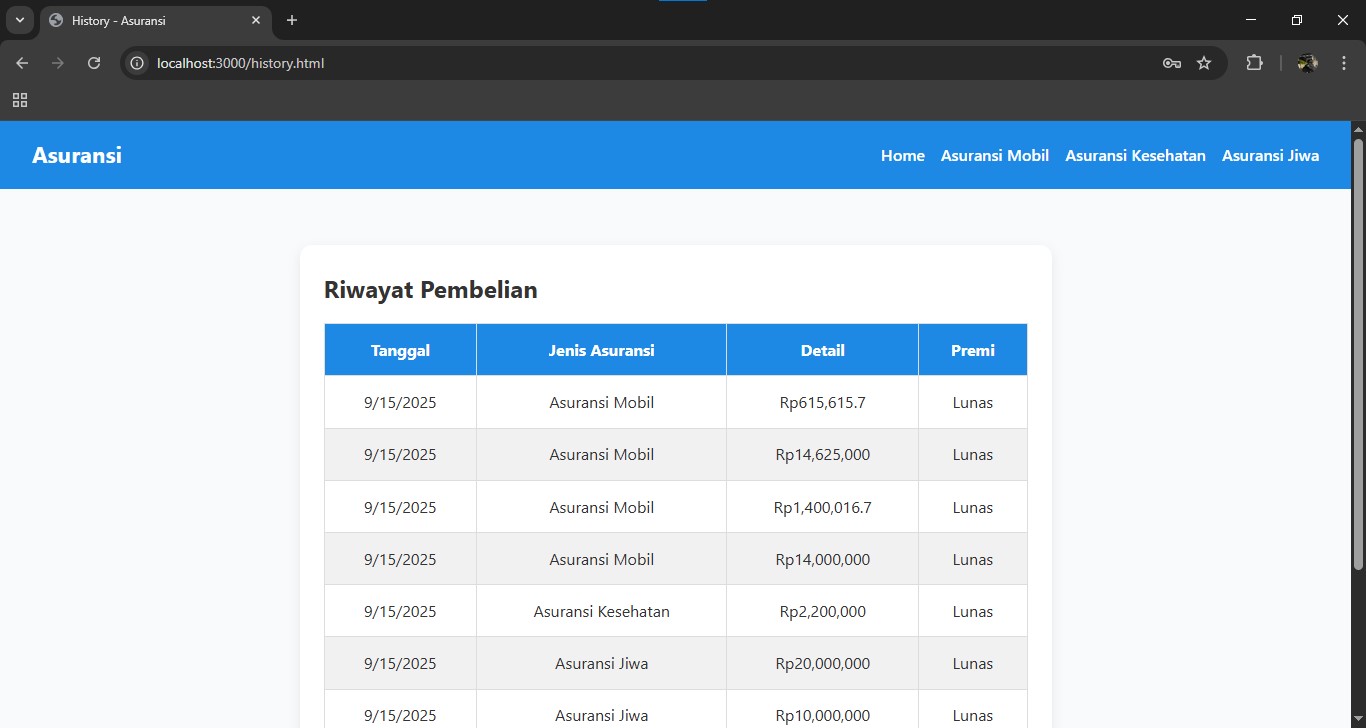 History - Asuransi
localhost:3000/history.html
Asuransi
Home Asuransi Mobil Asuransi Kesehatan Asuransi Jiwa
Riwayat Pembelian
Tanggal Jenis Asuransi Detail Premi
9/15/2025 Asuransi Mobil Rp615,615.7 Lunas
9/15/2025 Asuransi Mobil Rp14,625,000 Lunas
9/15/2025 Asuransi Mobil Rp1,400,016.7 Lunas
9/15/2025 Asuransi Mobil Rp14,000,000 Lunas
9/15/2025 Asuransi Kesehatan Rp2,200,000 Lunas
9/15/2025 Asuransi Jiwa Rp20,000,000 Lunas
9/15/2025 Asuransi Jiwa Rp10,000,000 Lunas